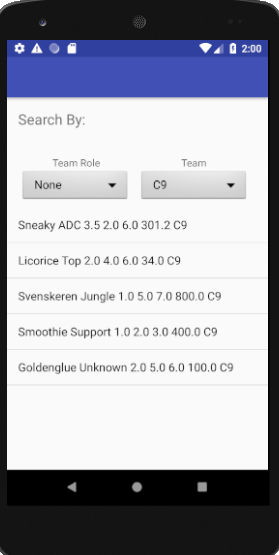 2:00
Search By:
Team Role Team
None C9
Sneaky ADC 3.5 2.0 6.0 301.2 C9
Licorice Top 2.0 4.0 6.0 34.0 C9
Svenskeren Jungle 1.0 5.0 7.0 800.0 C9
Smoothie Support 1.0 2.0 3.0 400.0 C9
Goldenglue Unknown 2.0 5.0 6.0 100.0 C9